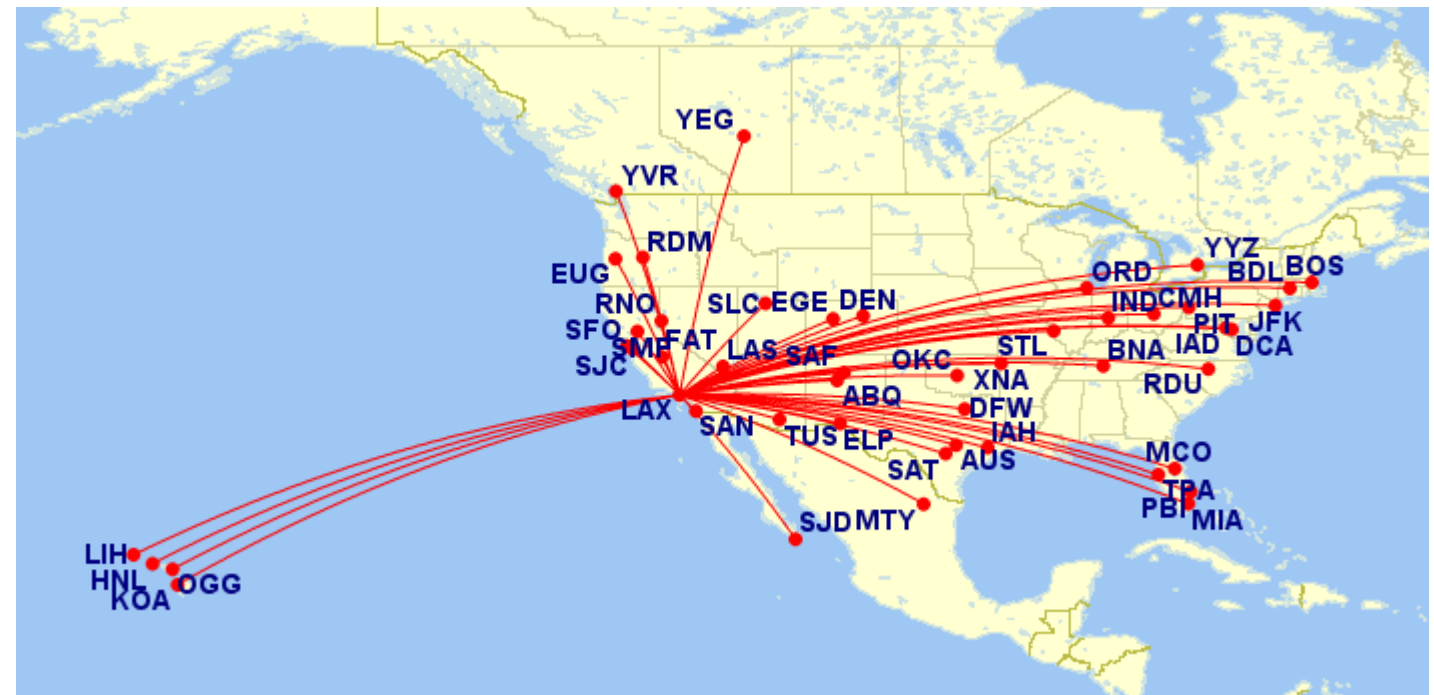 YEG
YVR
RDM
YYZ
EUG
ORD
BDL
BOS
RNO
SLC
EGE
DEN
IND
CMH
SFO
SMF
FAT
PIT
JFK
SJC
LAS
SAF
OKC
STL
BNA
IAD
DCA
XNA
RDU
LAX
SAN
ABQ
DFW
TUS
ELP
IAH
SAT
AUS
MCO
TPA
PBI
MIA
SJD
MTY
LIH
HNL
KOA
OGG